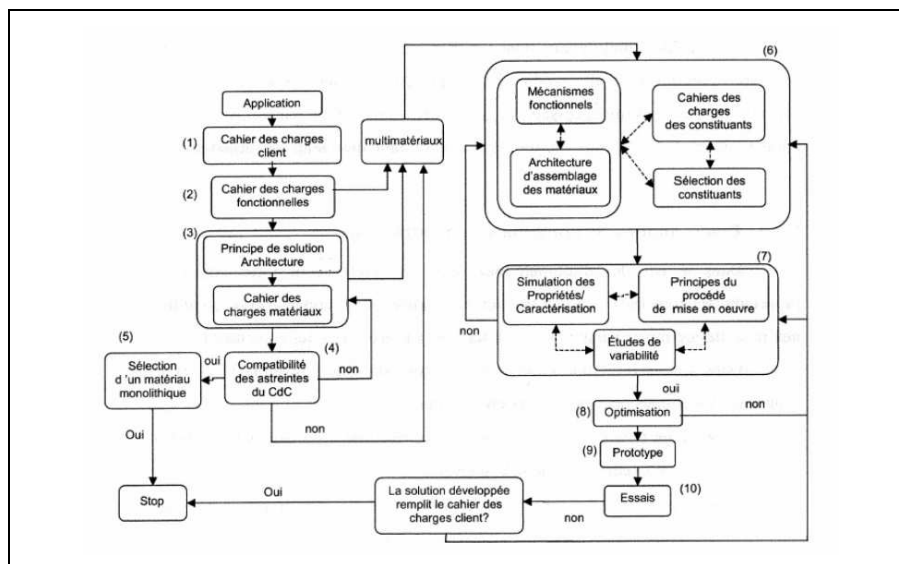 Application
(1)
Cahier des charges
client
(2)
Cahier des charges
fonctionnelles
(3)
Principe de solution
Architecture
Cahier des
charges matériaux
(4)
Compatibilité
des astreintes
du CdC
oui
non
non
(5)
Sélection
d 'un matériau
monolithique
Oui
Stop
multimatériaux
(6)
Mécanismes
fonctionnels
Architecture
d'assemblage
des matériaux
Cahiers des
charges
des constituants
Sélection des
constituants
(7)
Simulation des
Propriétés/
Caractérisation
Principes du
procédé
de mise en oeuvre
Études de
variabilité
non
oui
(8)
Optimisation
non
(9)
Prototype
Essais
(10)
La solution développée
remplit le cahier des
charges client?
Oui
non